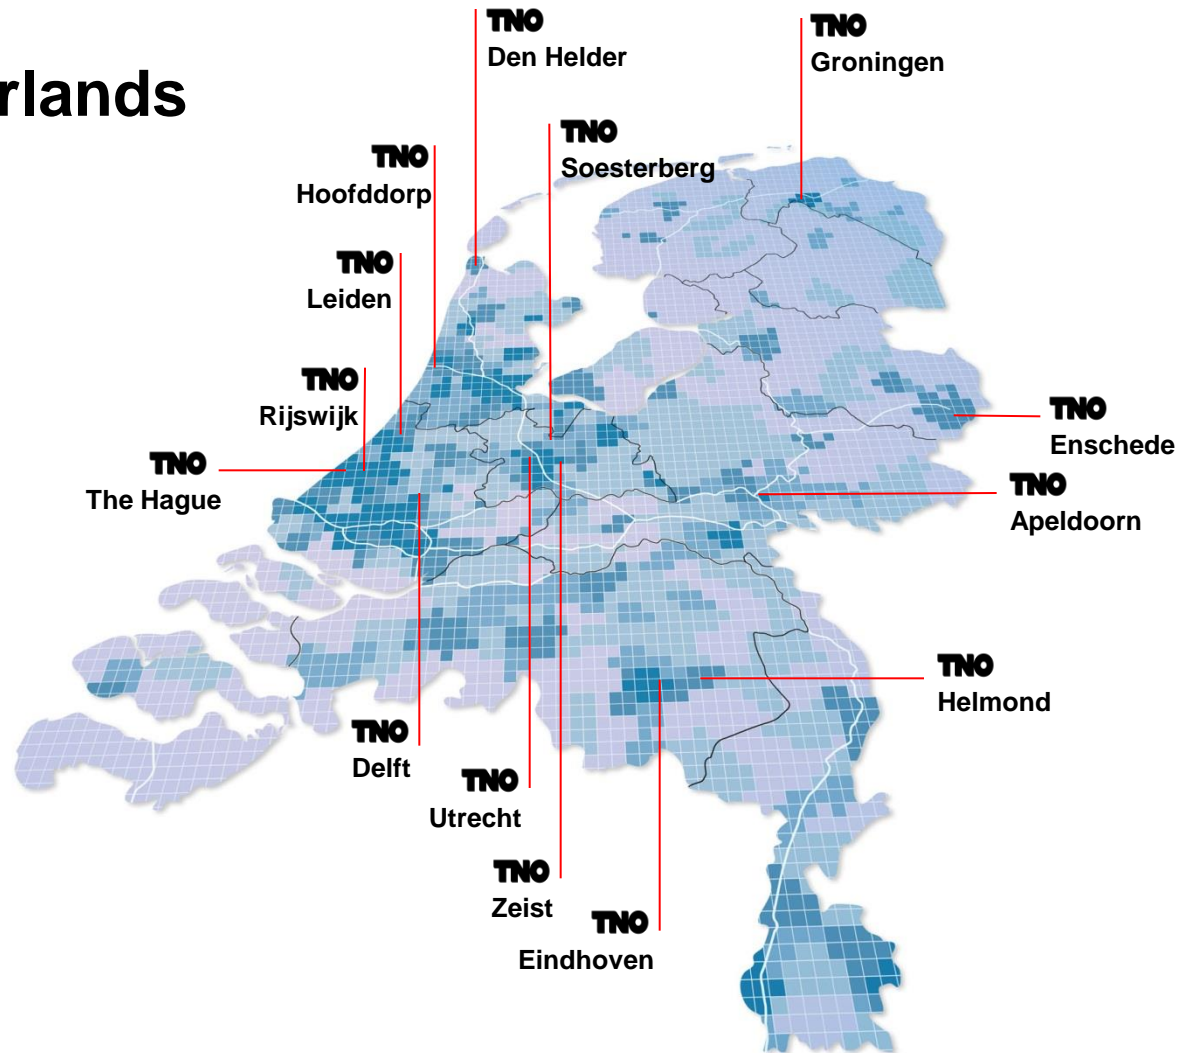 TNO
Den Helder
TNO
Groningen
rlands
TNO
Soesterberg
TNO
Hoofddorp
TNO
Leiden
TNO
Rijswijk
TNO
Enschede
TNO
The Hague
TNO
Apeldoorn
TNO
Helmond
TNO
Delft
TNO
Utrecht
TNO
Zeist
TNO
Eindhoven